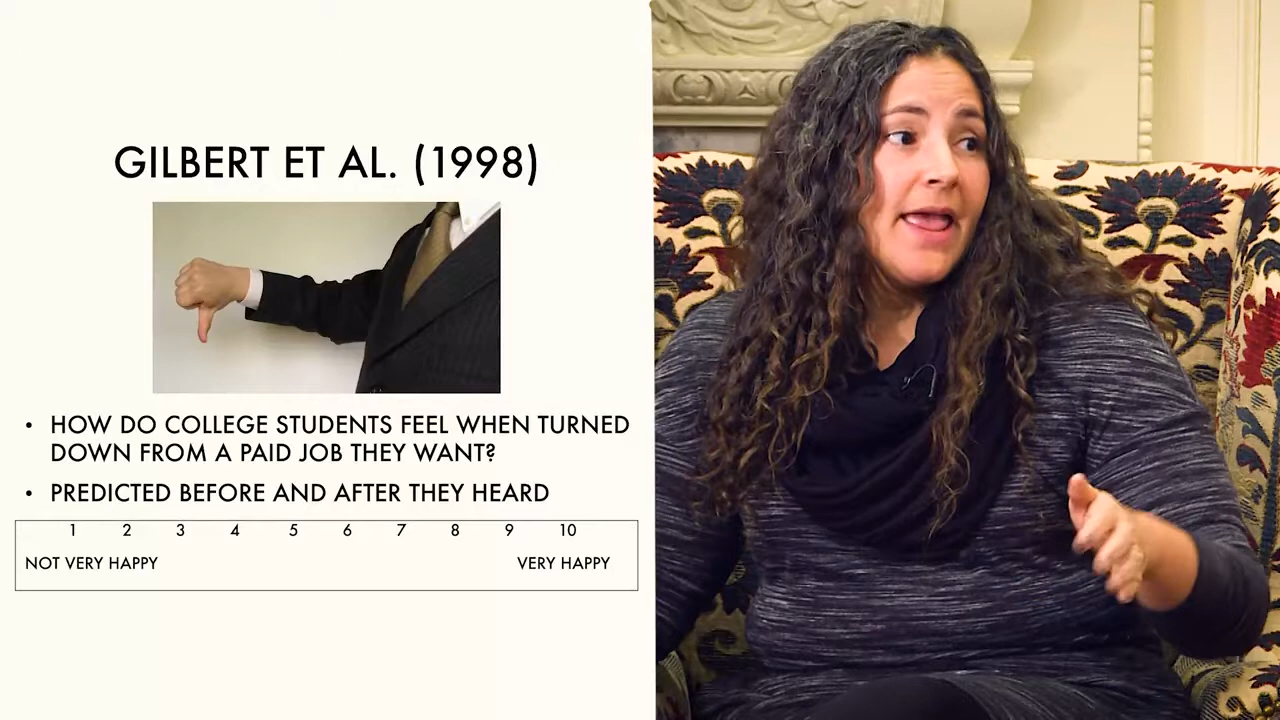 GILBERT ET AL. (1998)
• HOW DO COLLEGE STUDENTS FEEL WHEN TURNED
DOWN FROM A PAID JOB THEY WANT?
• PREDICTED BEFORE AND AFTER THEY HEARD
1 2 3 4 5 6 7 8 9 10
NOT VERY HAPPY VERY HAPPY